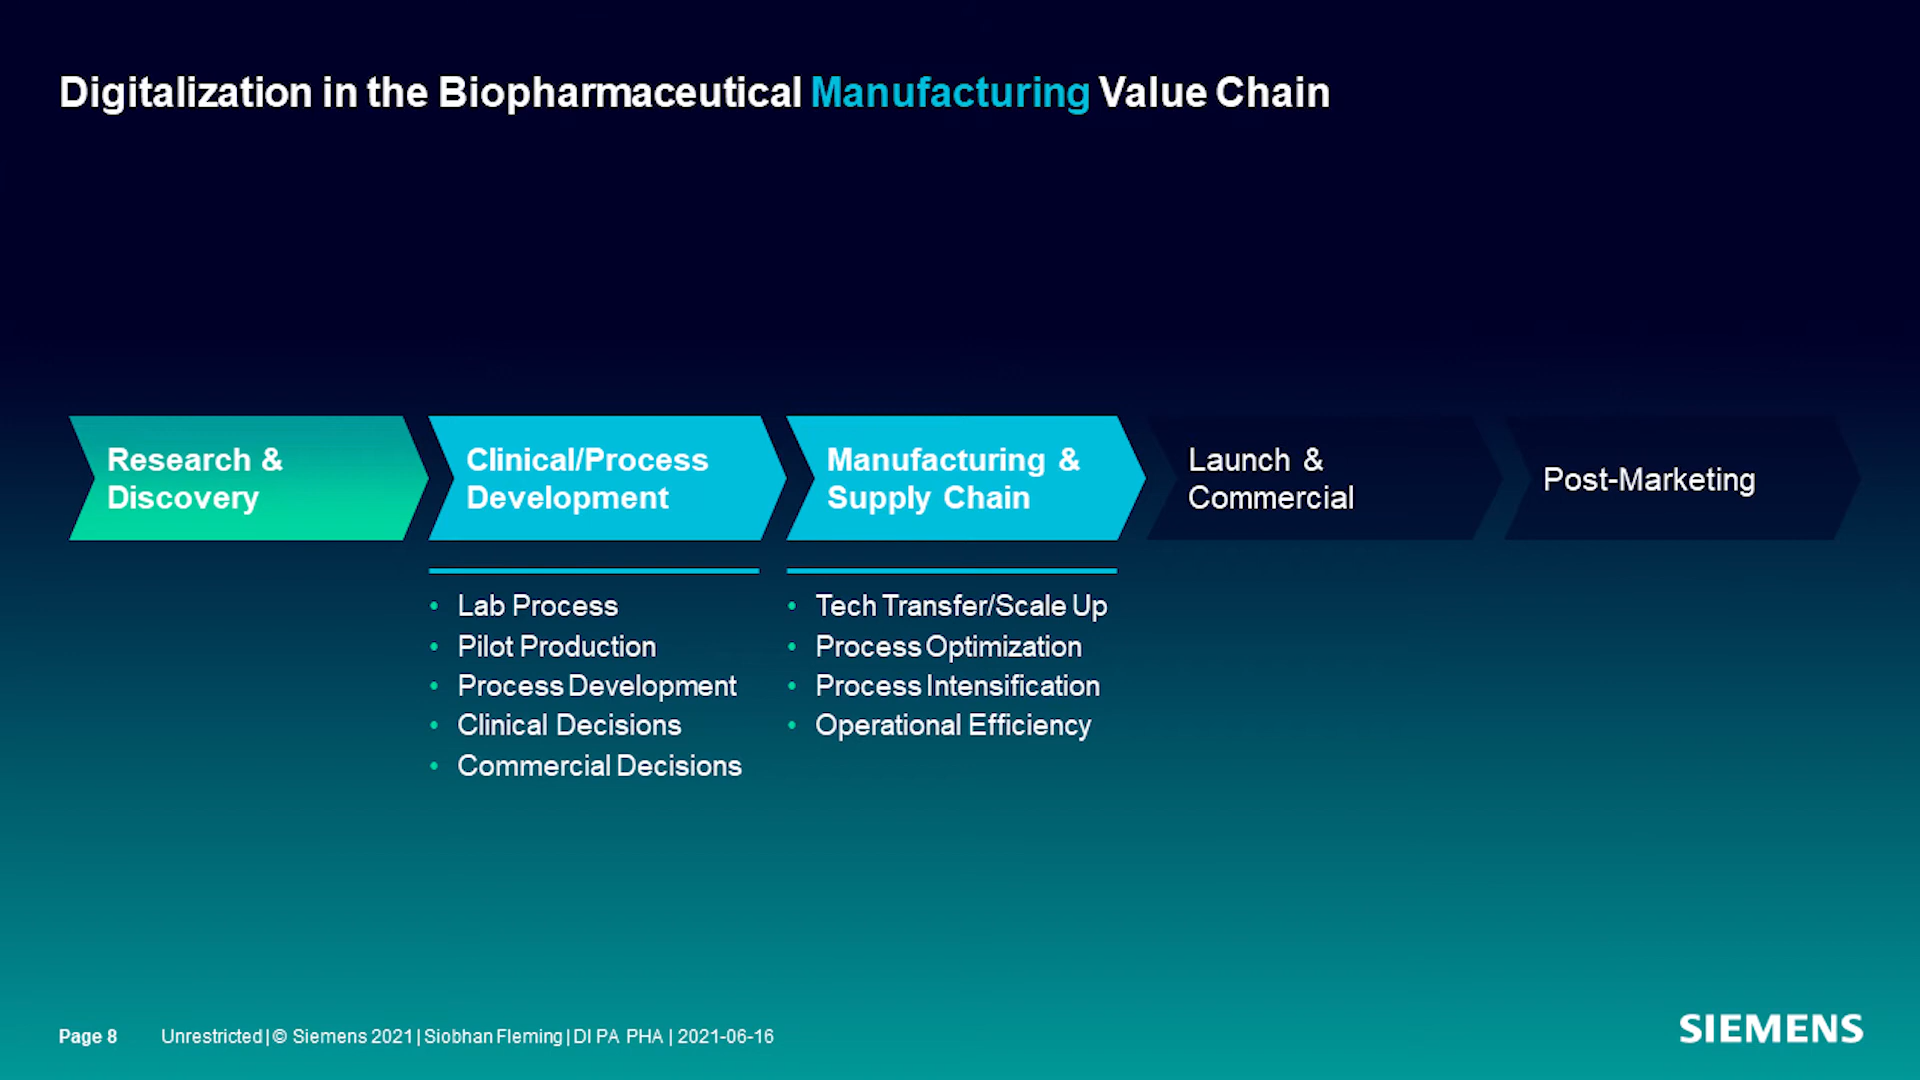 Digitalization in the Biopharmaceutical Manufacturing Value Chain
Research &
Discovery
Clinical/Process
Development
Manufacturing &
Supply Chain
Launch &
Commercial
Post-Marketing
• Lab Process
• Pilot Production
• Process Development
• Clinical Decisions
• Commercial Decisions
• Tech Transfer/Scale Up
• Process Optimization
• Process Intensification
• Operational Efficiency
Page 8 Unrestricted | © Siemens 2021 | Siobhan Fleming | DI PA PHA | 2021-06-16
SIEMENS